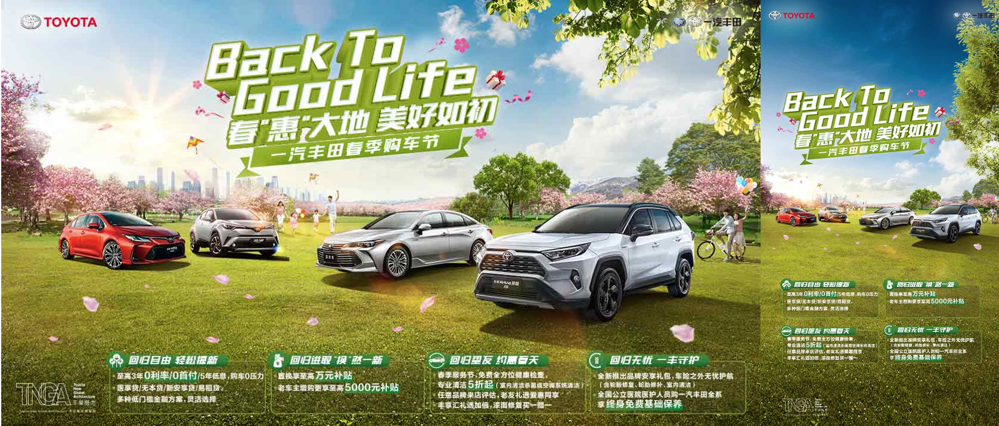 TOYOTA
一汽丰田
Back To
Good Life
春“惠”大地 美好如初
一汽丰田春季购车节
回归自由 轻松提新
至高3年0利率/0首付/5年低息，购车0压力
医享贷/无本贷/新安享贷/易租贷，
多种低门槛金融方案，灵活选择
回归进取 “换”然一新
置换享至高万元补贴
老车主增购更享至高5000元补贴
回归望友 约惠春天
春季服务节，免费全方位健康检查，
专业清洁5折起（室内清洁杀菌或空调系统清洁）
任意品牌来店评估，老友礼遇爱惠同享
丰享汇礼遇加倍，漆面修复买一赠一
回归无忧 一丰守护
全新推出品牌安享礼包，车险之外无忧护航
（含轮毂修复、轮胎修补、室内清洁）
全国公立医院医护人员购一汽丰田全系
享终身免费基础保养
TNGA
Toyota
New
Global
Architecture
丰巢概念
TOYOTA
一汽丰田
Back To
Good Life
春“惠”大地 美好如初
一汽丰田春季购车节
回归自由 轻松提新
至高3年0利率/0首付/5年低息，购车0压力
医享贷/无本贷/新安享贷/易租贷，
多种低门槛金融方案，灵活选择
回归进取 “换”然一新
置换享至高万元补贴
老车主增购更享至高5000元补贴
回归望友 约惠春天
春季服务节，免费全方位健康检查，
专业清洁5折起（室内清洁杀菌或空调系统清洁）
任意品牌来店评估，老友礼遇爱惠同享
丰享汇礼遇加倍，漆面修复买一赠一
回归无忧 一丰守护
全新推出品牌安享礼包，车险之外无忧护航
（含轮毂修复、轮胎修补、室内清洁）
全国公立医院医护人员购一汽丰田全系
享终身免费基础保养
TNGA
Toyota
New
Global
Architecture